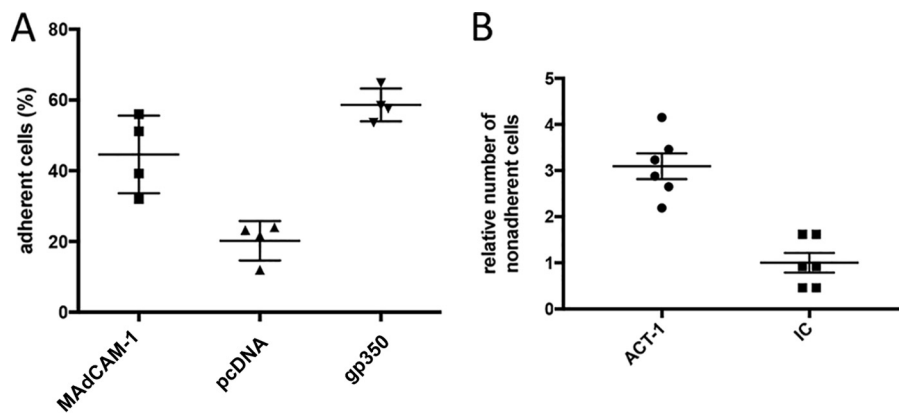 A
adherent cells (%)
80
60
40
20
0
MAdCAM-1
pcDNA
gp350
B
relative number of
nonadherent cells
5
4
3
2
1
0
ACT-1
IC